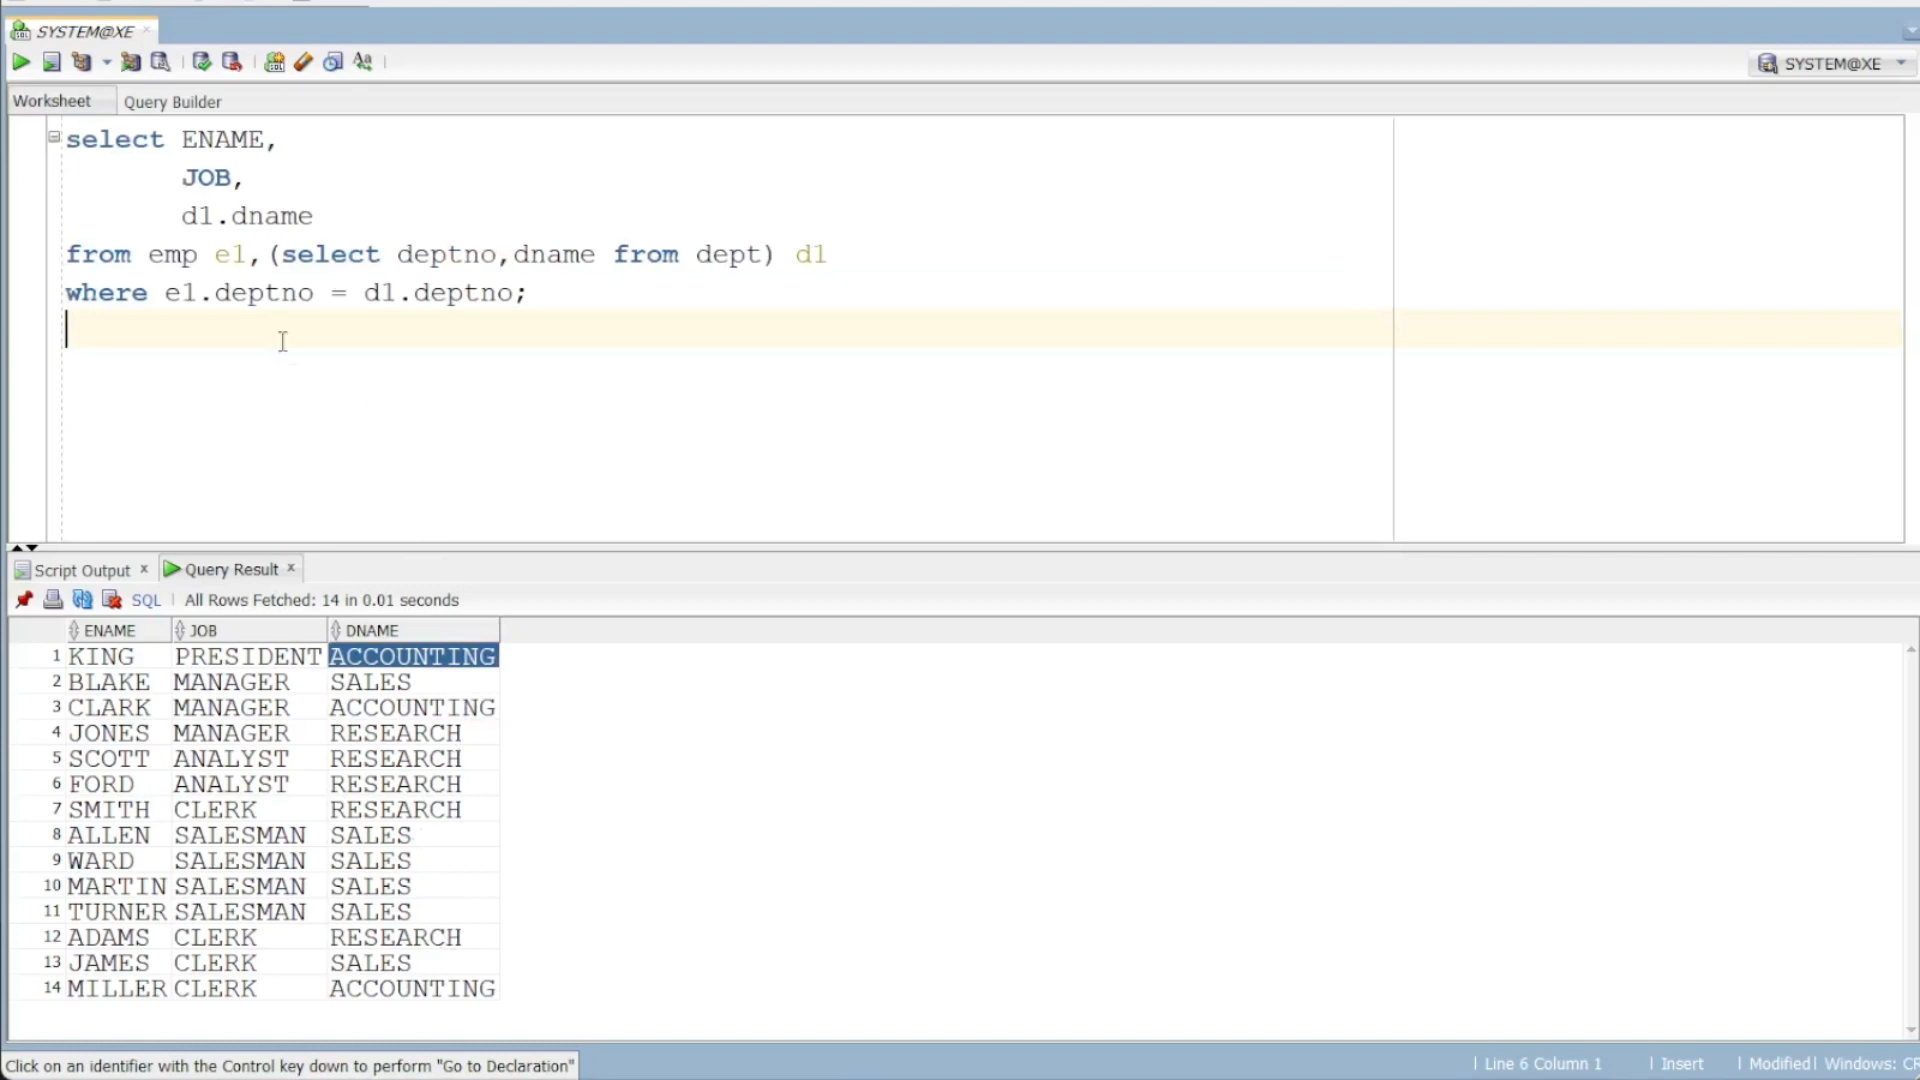 SYSTEM@XE
SYSTEM@XE
Worksheet Query Builder
select ENAME,
JOB,
d1.dname
from emp e1,(select deptno,dname from dept) d1
where e1.deptno = d1.deptno;
Script Output Query Result
SQL All Rows Fetched: 14 in 0.01 seconds
ENAME JOB DNAME
1 KING PRESIDENT ACCOUNTING
2 BLAKE MANAGER SALES
3 CLARK MANAGER ACCOUNTING
4 JONES MANAGER RESEARCH
5 SCOTT ANALYST RESEARCH
6 FORD ANALYST RESEARCH
7 SMITH CLERK RESEARCH
8 ALLEN SALESMAN SALES
9 WARD SALESMAN SALES
10 MARTIN SALESMAN SALES
11 TURNER SALESMAN SALES
12 ADAMS CLERK RESEARCH
13 JAMES CLERK SALES
14 MILLER CLERK ACCOUNTING
Click on an identifier with the Control key down to perform "Go to Declaration" | Line 6 Column 1 | Insert | Modified | Windows: CR